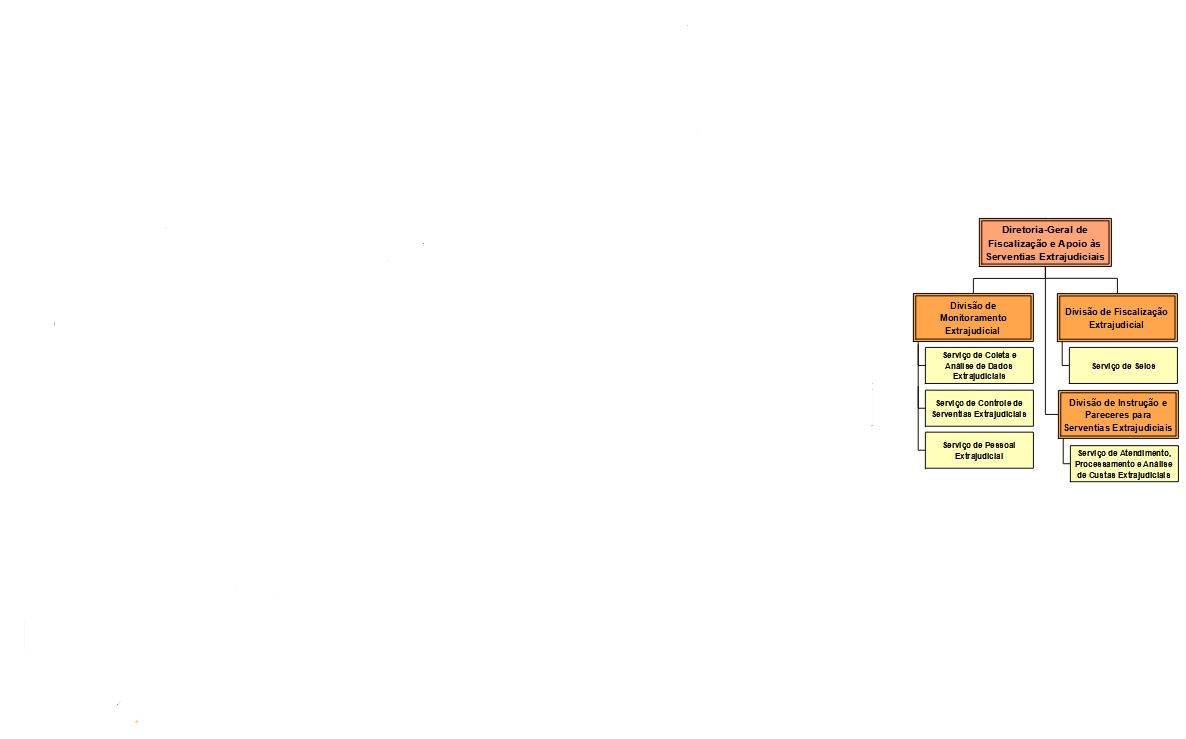 Diretoria-Geral de
Fiscalização e Apoio às
Serventias Extrajudiciais
Divisão de
Monitoramento
Extrajudicial
Serviço de Coleta e
Análise de Dados
Extrajudiciais
Serviço de Controle de
Serventias Extrajudiciais
Serviço de Pessoal
Extrajudicial
Divisão de Fiscalização
Extrajudicial
Serviço de Selos
Divisão de Instrução e
Pareceres para
Serventias Extrajudiciais
Serviço de Atendimento,
Processamento e Análise
de Custas Extrajudiciais